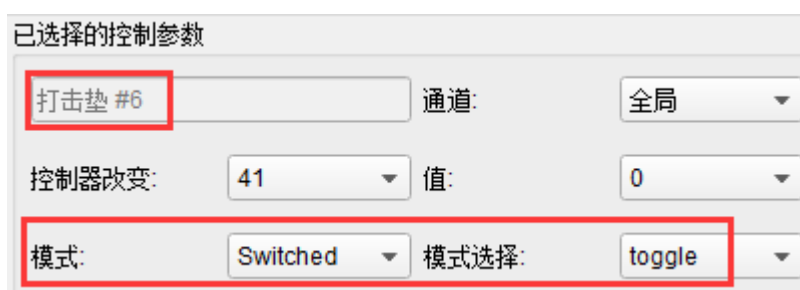 已选择的控制参数
打击垫 #6 通道: 全局
控制器改变: 41 值: 0
模式: Switched 模式选择: toggle